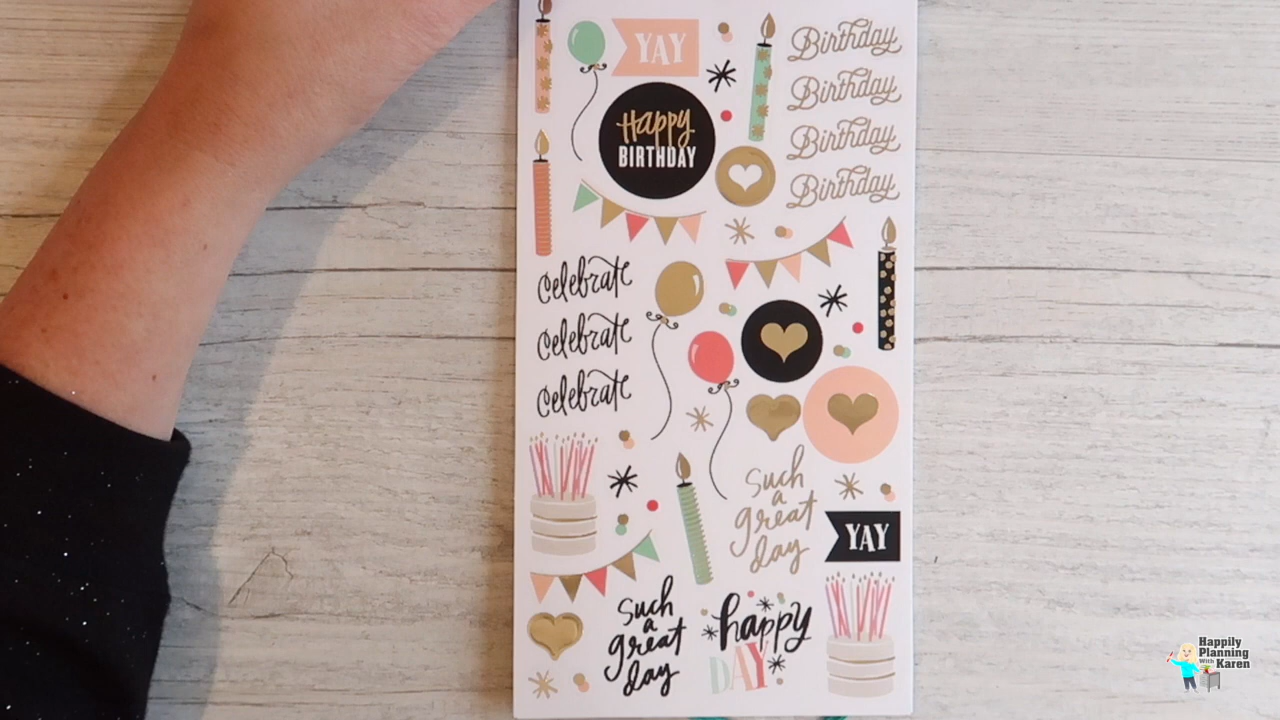 YAY
Birthday
Birthday
Birthday
Birthday
Happy
BIRTHDAY
celebrate
celebrate
celebrate
Such
a
great
day
YAY
Such
a
great
day
happy
DAY
Happily
Planning
With
Karen